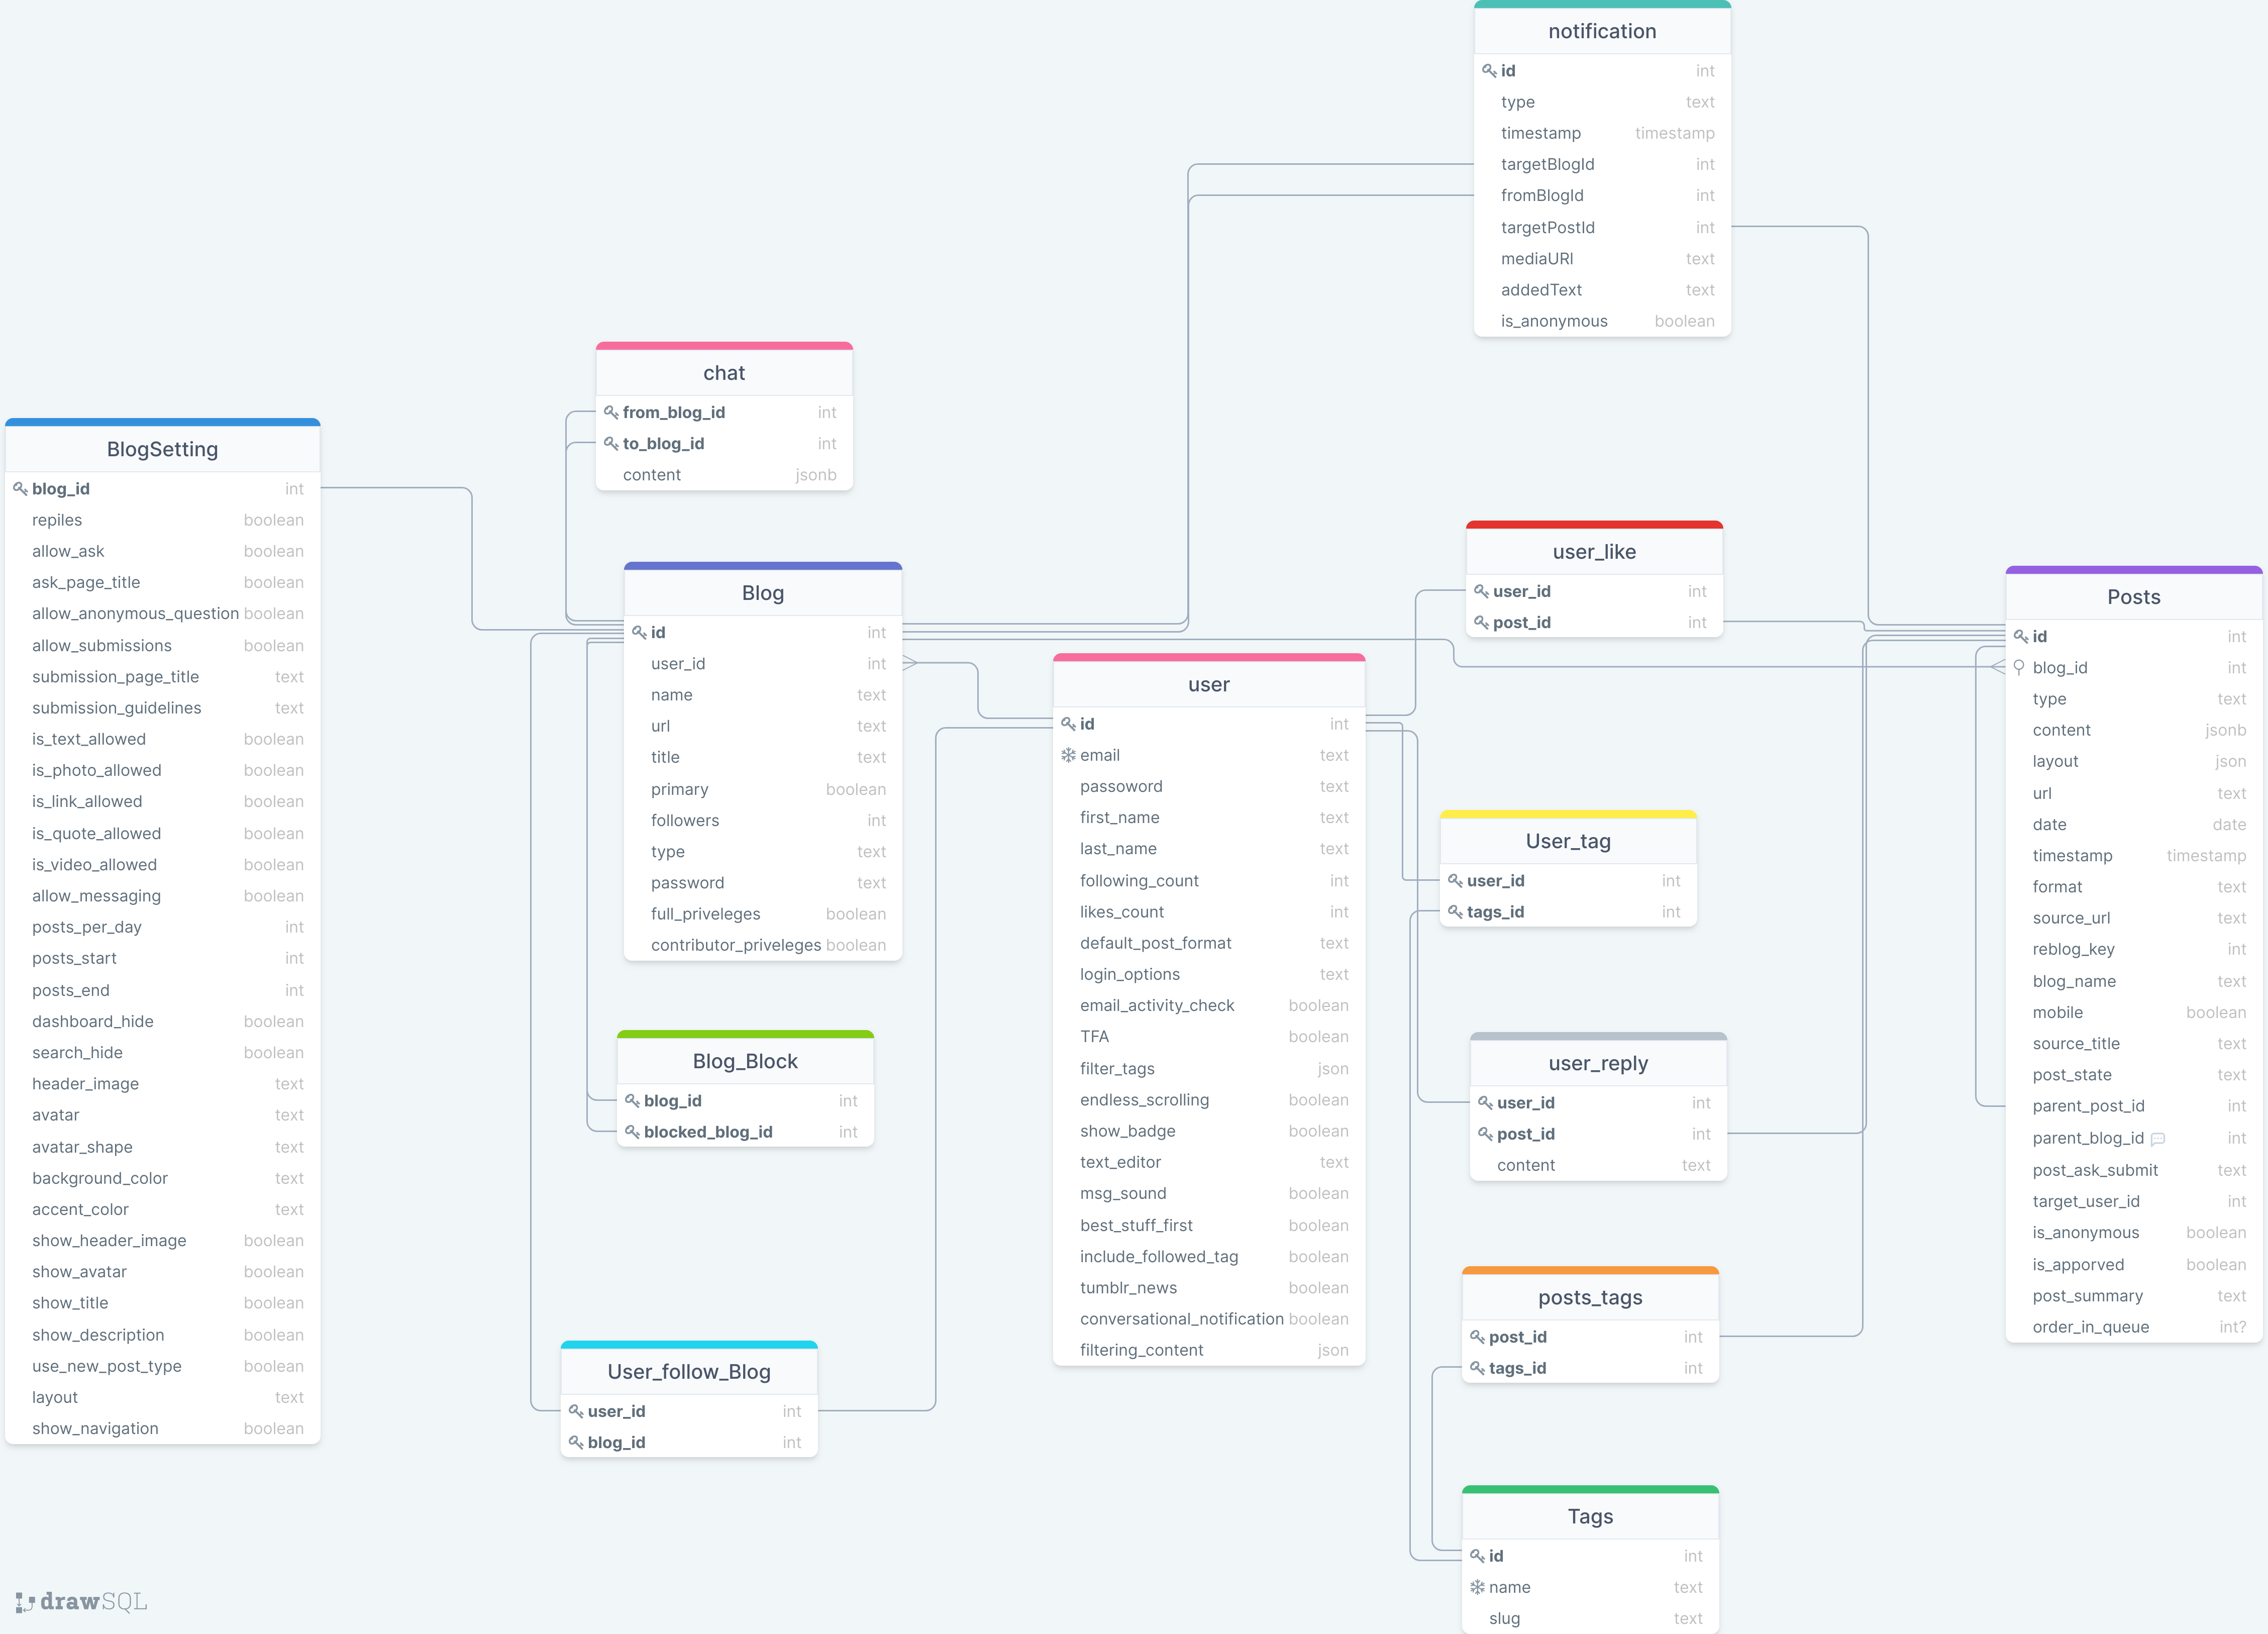 notification
id int
type text
timestamp timestamp
targetBlogId int
fromBlogId int
targetPostId int
mediaURI text
addedText text
is_anonymous boolean
chat
from_blog_id int
to_blog_id int
content jsonb
BlogSetting
blog_id int
repiles boolean
allow_ask boolean
ask_page_title boolean
allow_anonymous_question boolean
allow_submissions boolean
submission_page_title text
submission_guidelines text
is_text_allowed boolean
is_photo_allowed boolean
is_link_allowed boolean
is_quote_allowed boolean
is_video_allowed boolean
allow_messaging boolean
posts_per_day int
posts_start int
posts_end int
dashboard_hide boolean
search_hide boolean
header_image text
avatar text
avatar_shape text
background_color text
accent_color text
show_header_image boolean
show_avatar boolean
show_title boolean
show_description boolean
use_new_post_type boolean
layout text
show_navigation boolean
Blog
id int
user_id int
name text
url text
title text
primary boolean
followers int
type text
password text
full_priveleges boolean
contributor_priveleges boolean
Blog_Block
blog_id int
blocked_blog_id int
User_follow_Blog
user_id int
blog_id int
user
id int
email text
passoword text
first_name text
last_name text
following_count int
likes_count int
default_post_format text
login_options text
email_activity_check boolean
TFA boolean
filter_tags json
endless_scrolling boolean
show_badge boolean
text_editor text
msg_sound boolean
best_stuff_first boolean
include_followed_tag boolean
tumblr_news boolean
conversational_notification boolean
filtering_content json
user_like
user_id int
post_id int
User_tag
user_id int
tags_id int
user_reply
user_id int
post_id int
content text
posts_tags
post_id int
tags_id int
Tags
id int
name text
slug text
Posts
id int
blog_id int
type text
content jsonb
layout json
url text
date date
timestamp timestamp
format text
source_url text
reblog_key int
blog_name text
mobile boolean
source_title text
post_state text
parent_post_id int
parent_blog_id int
post_ask_submit text
target_user_id int
is_anonymous boolean
is_apporved boolean
post_summary text
order_in_queue int?
drawSQL